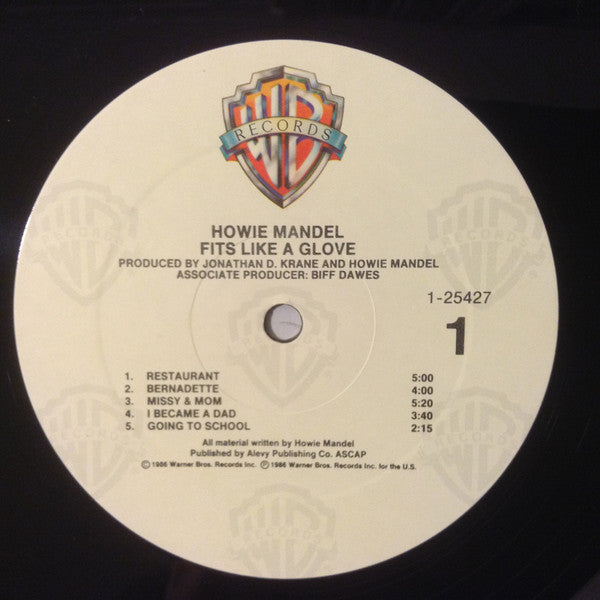 WB
RECORDS
HOWIE MANDEL
FITS LIKE A GLOVE
PRODUCED BY JONATHAN D. KRANE AND HOWIE MANDEL
ASSOCIATE PRODUCER: BIFF DAWES
1-25427
1
1. RESTAURANT 5:00
2. BERNADETTE 4:00
3. MISSY & MOM 5:20
4. I BECAME A DAD 3:40
5. GOING TO SCHOOL 2:15
All material written by Howie Mandel
Published by Alevy Publishing Co. ASCAP
©1986 Warner Bros. Records Inc. ℗1986 Warner Bros. Records Inc. for the U.S.